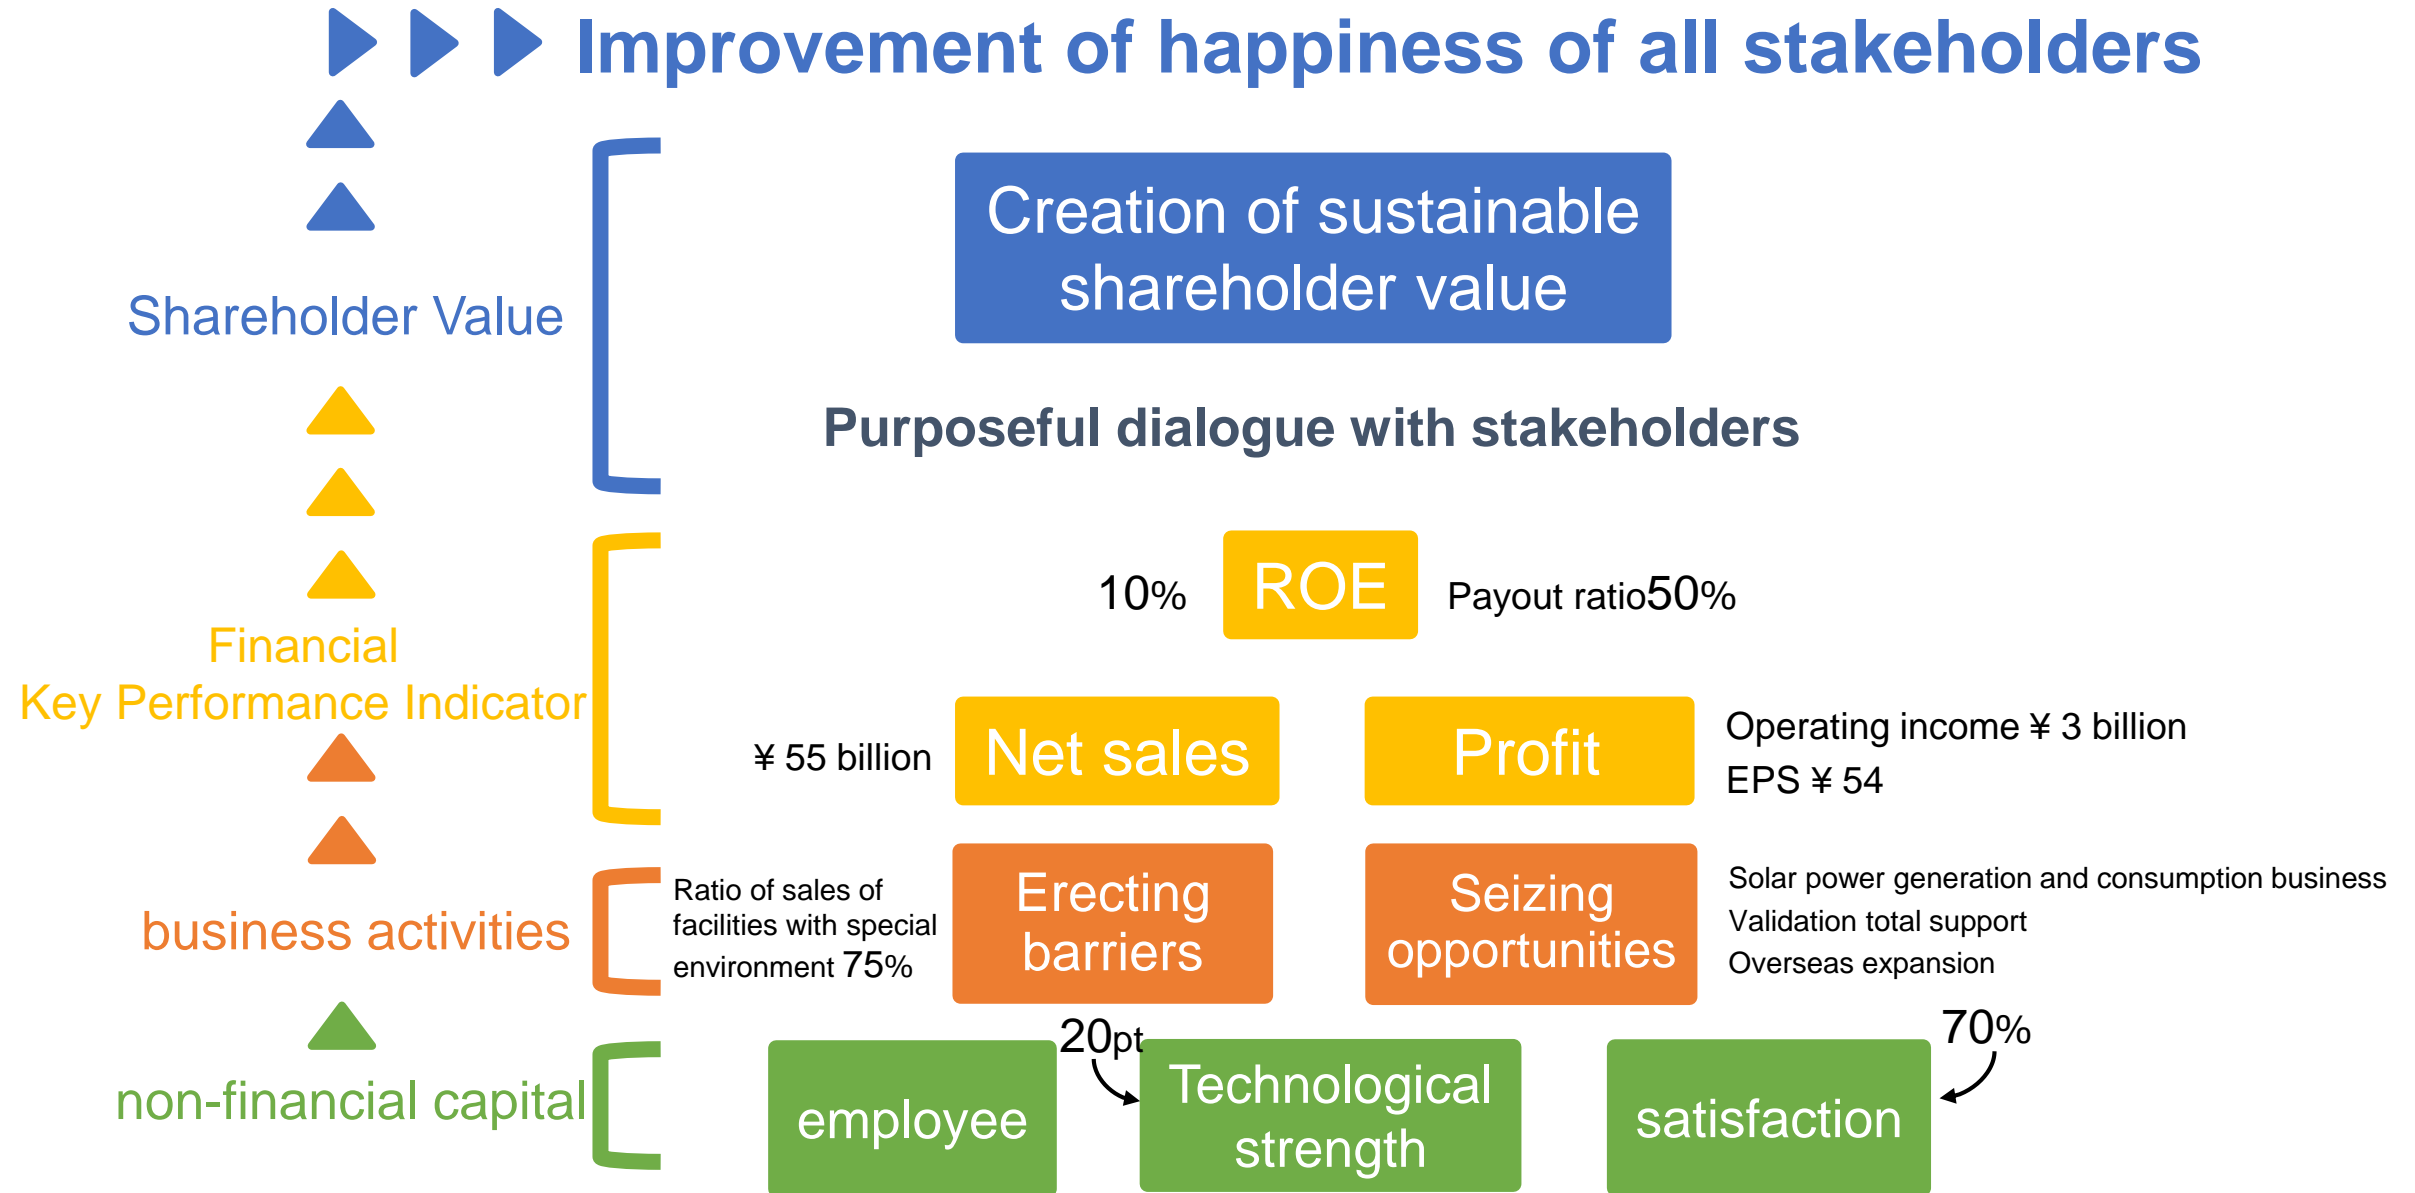 Improvement of happiness of all stakeholders
Shareholder Value
Creation of sustainable
shareholder value
Purposeful dialogue with stakeholders
Financial
Key Performance Indicator
10%
ROE
Payout ratio50%
¥ 55 billion
Net sales
Profit
Operating income ¥ 3 billion
EPS ¥ 54
business activities
Ratio of sales of
facilities with special
environment 75%
Erecting
barriers
Seizing
opportunities
Solar power generation and consumption business
Validation total support
Overseas expansion
non-financial capital
employee
20pt
Technological
strength
70%
satisfaction